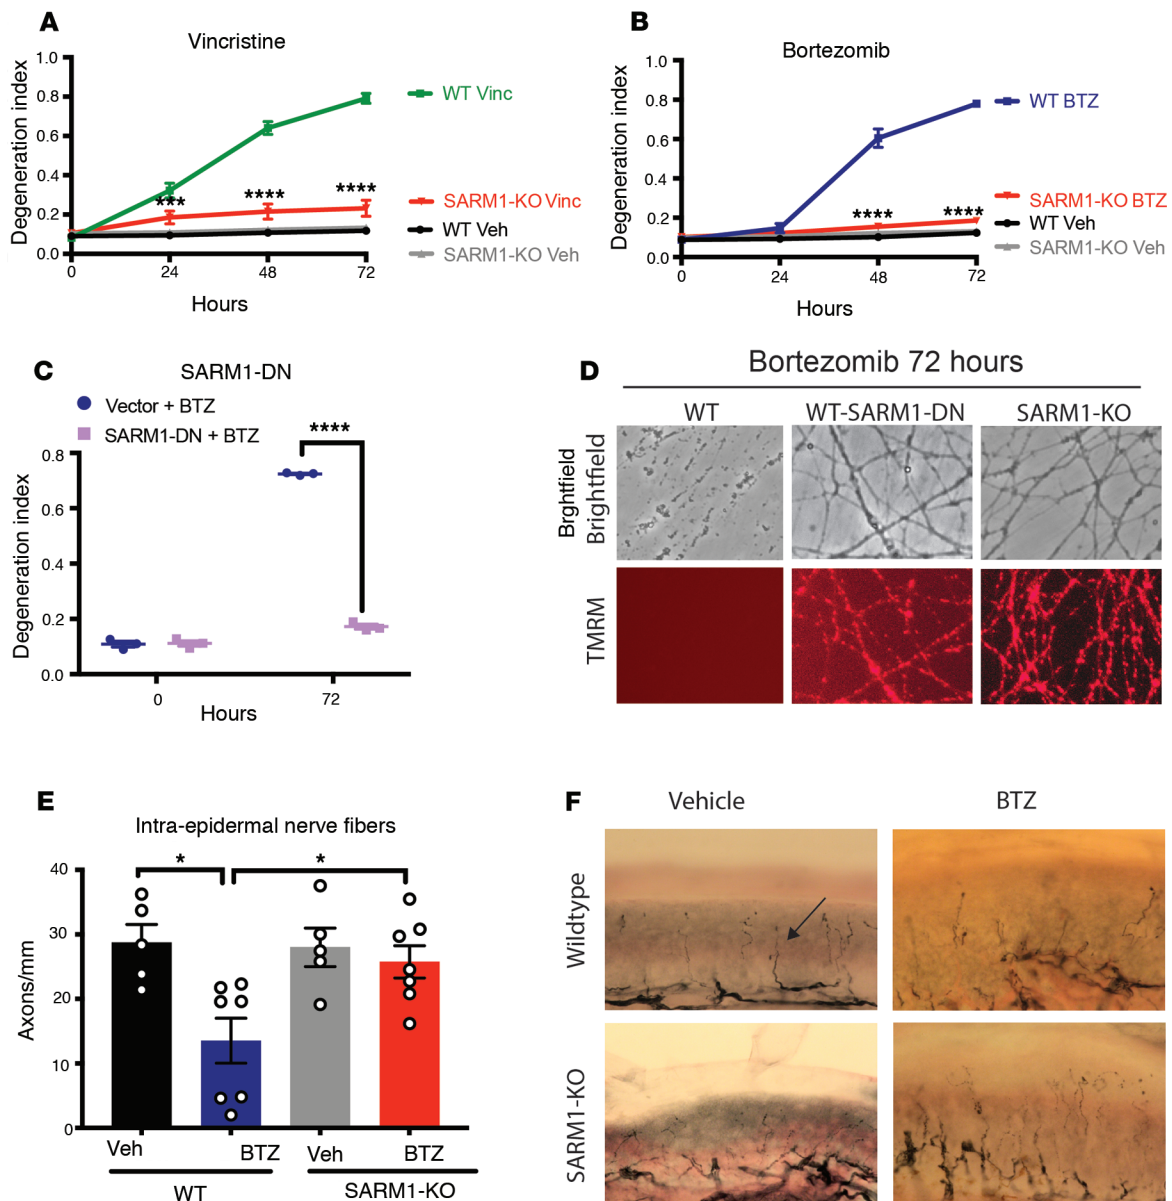 A
Vincristine
Degeneration index
1.0
0.8
0.6
0.4
0.2
0.0
***
****
****
0
24
48
72
Hours
WT Vinc
SARM1-KO Vinc
WT Veh
SARM1-KO Veh
B
Bortezomib
Degeneration index
1.0
0.8
0.6
0.4
0.2
0.0
****
****
0
24
48
72
Hours
WT BTZ
SARM1-KO BTZ
WT Veh
SARM1-KO Veh
C
SARM1-DN
Vector + BTZ
SARM1-DN + BTZ
****
Degeneration index
0.8
0.6
0.4
0.2
0.0
0
72
Hours
D
Bortezomib 72 hours
WT
WT-SARM1-DN
SARM1-KO
Brghtfield
Brightfield
TMRM
E
Intra-epidermal nerve fibers
*
*
Axons/mm
40
30
20
10
0
Veh
BTZ
Veh
BTZ
WT
SARM1-KO
F
Vehicle
BTZ
Wildtype
SARM1-KO